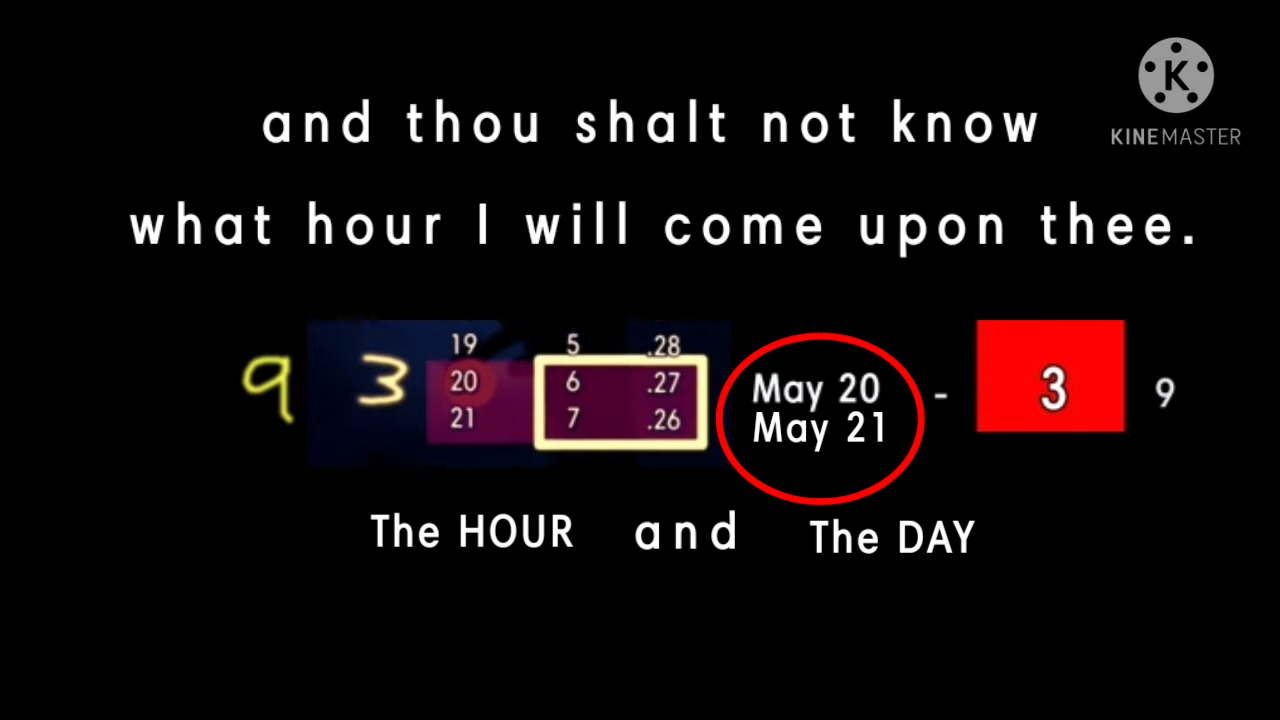 and thou shalt not know
what hour I will come upon thee.
K
KINEMASTER
19 5 .28
9 3 20 6 .27 May 20 - 3 9
21 7 .26 May 21
The HOUR and The DAY